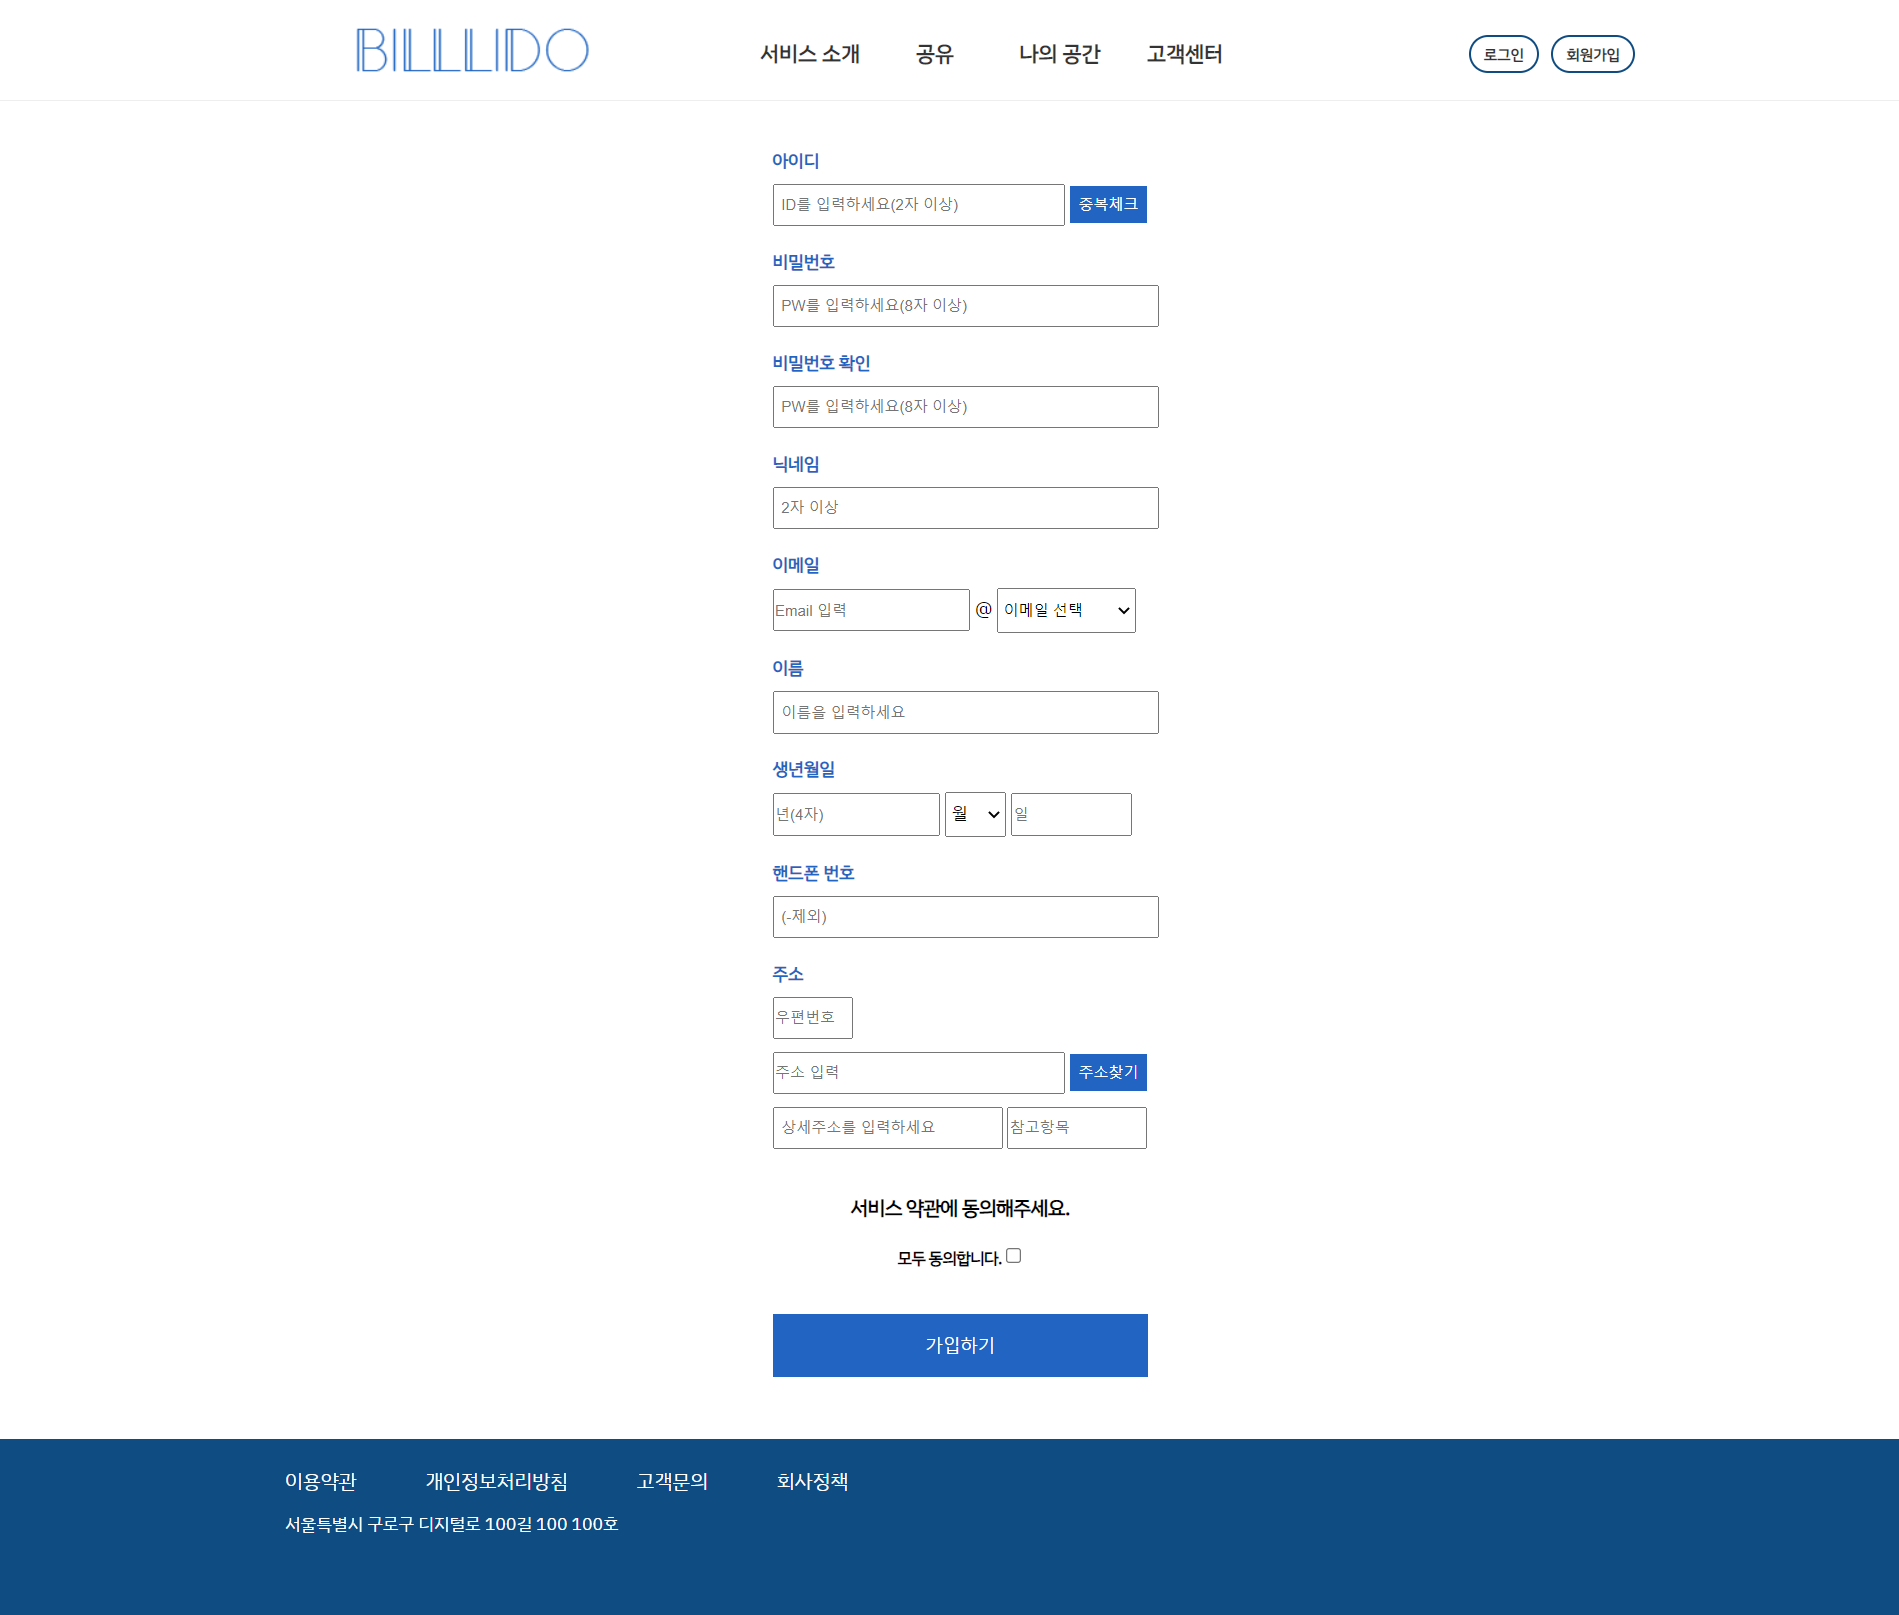 BILLLIDO 서비스 소개 공유 나의 공간 고객센터 로그인 회원가입
아이디
ID를 입력하세요(2자 이상) 중복체크
비밀번호
PW를 입력하세요(8자 이상)
비밀번호 확인
PW를 입력하세요(8자 이상)
닉네임
2자 이상
이메일
Email 입력 @ 이메일 선택
이름
이름을 입력하세요
생년월일
년(4자) 월 일
핸드폰 번호
(-제외)
주소
우편번호
주소 입력 주소찾기
상세주소를 입력하세요 참고항목
서비스 약관에 동의해주세요.
모두 동의합니다.
가입하기
이용약관 개인정보처리방침 고객문의 회사정책
서울특별시 구로구 디지털로 100길 100 100호